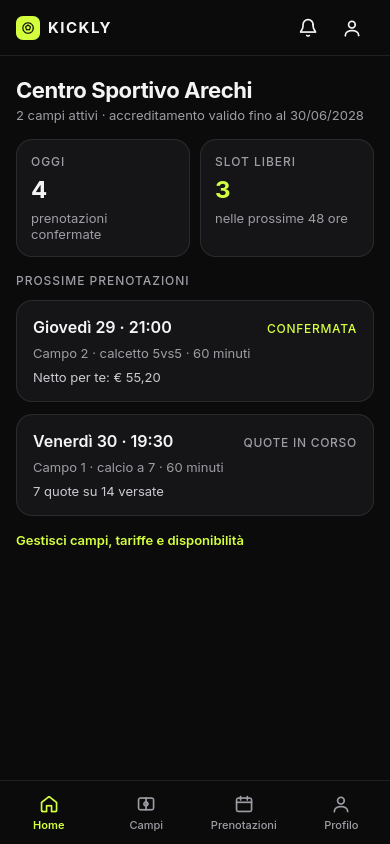 KICKLY
Centro Sportivo Arechi
2 campi attivi · accreditamento valido fino al 30/06/2028
OGGI
4
prenotazioni
confermate
SLOT LIBERI
3
nelle prossime 48 ore
PROSSIME PRENOTAZIONI
Giovedì 29 · 21:00
CONFERMATA
Campo 2 · calcetto 5vs5 · 60 minuti
Netto per te: € 55,20
Venerdì 30 · 19:30
QUOTE IN CORSO
Campo 1 · calcio a 7 · 60 minuti
7 quote su 14 versate
Gestisci campi, tariffe e disponibilità
Home
Campi
Prenotazioni
Profilo